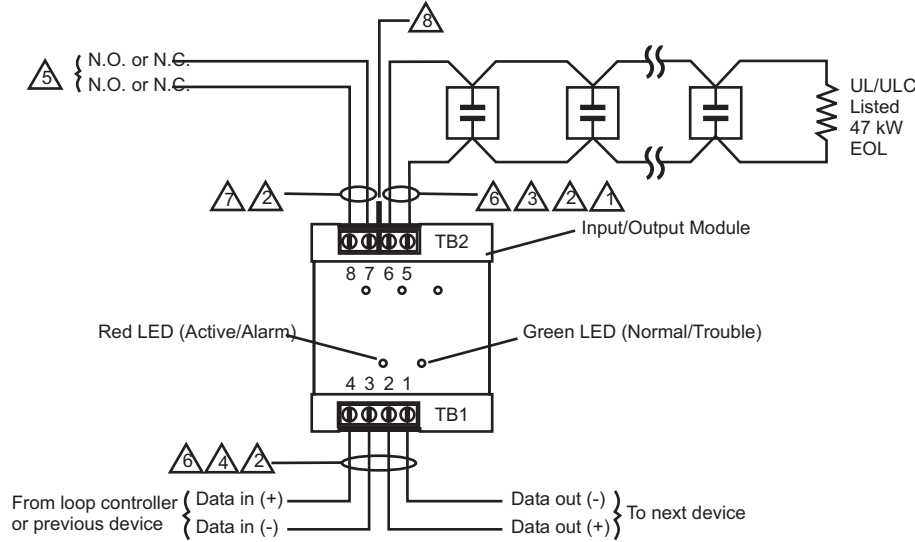 8
5
N.O. or N.C.
N.O. or N.C.
UL/ULC
Listed
47 kW
EOL
7 2
6 3 2 1
TB2
Input/Output Module
8 7 6 5
Red LED (Active/Alarm)
Green LED (Normal/Trouble)
4 3 2 1
TB1
6 4 2
From loop controller
or previous device
Data in (+)
Data in (-)
Data out (-)
Data out (+)
To next device